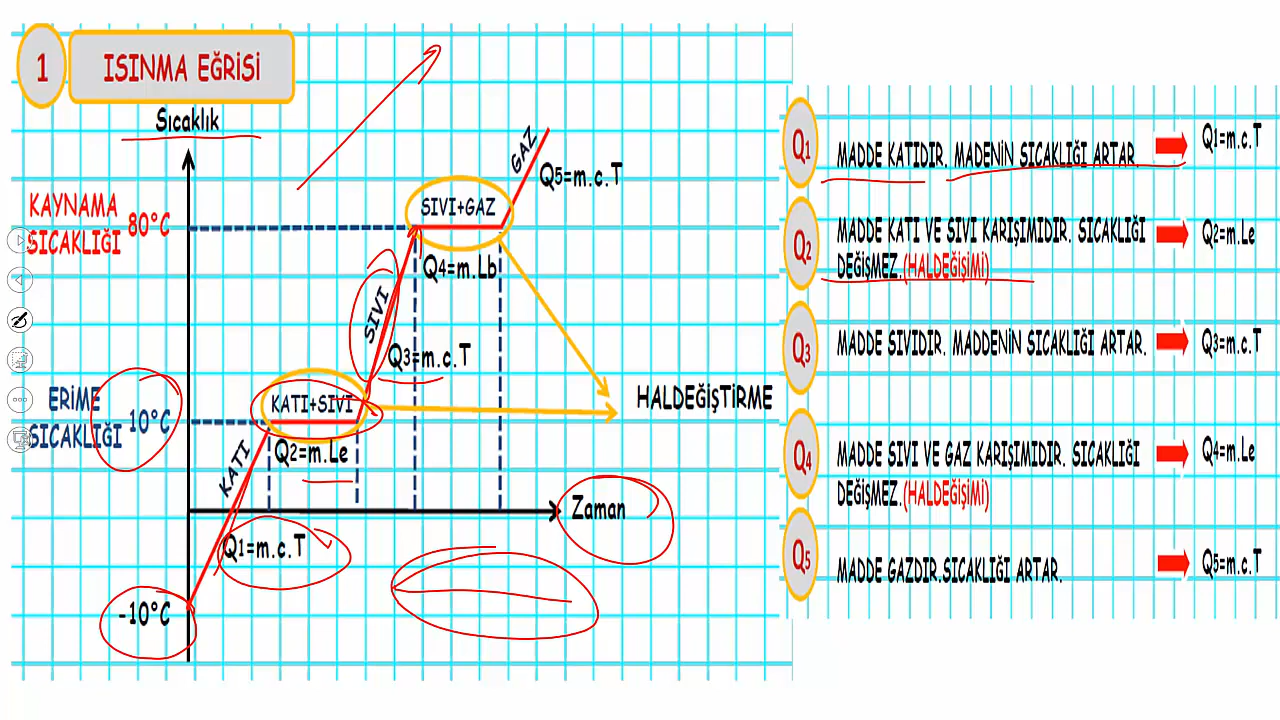 1
ISINMA EĞRİSİ
Sıcaklık
KAYNAMA
SICAKLIĞI
80°C
ERİME
SICAKLIĞI
10°C
-10°C
KATI
Q1=m.c.T
KATI+SIVI
Q2=m.Le
SIVI
Q3=m.c.T
SIVI+GAZ
Q4=m.Lb
GAZ
Q5=m.c.T
HALDEĞİŞTİRME
Zaman
Q1
MADDE KATIDIR. MADENİN SICAKLIĞI ARTAR.
Q1=m.c.T
Q2
MADDE KATI VE SIVI KARIŞIMIDIR. SICAKLIĞI
DEĞİŞMEZ.(HALDEĞİŞİMİ)
Q2=m.Le
Q3
MADDE SIVIDIR. MADDENİN SICAKLIĞI ARTAR.
Q3=m.c.T
Q4
MADDE SIVI VE GAZ KARIŞIMIDIR. SICAKLIĞI
DEĞİŞMEZ.(HALDEĞİŞİMİ)
Q4=m.Le
Q5
MADDE GAZDIR.SICAKLIĞI ARTAR.
Q5=m.c.T